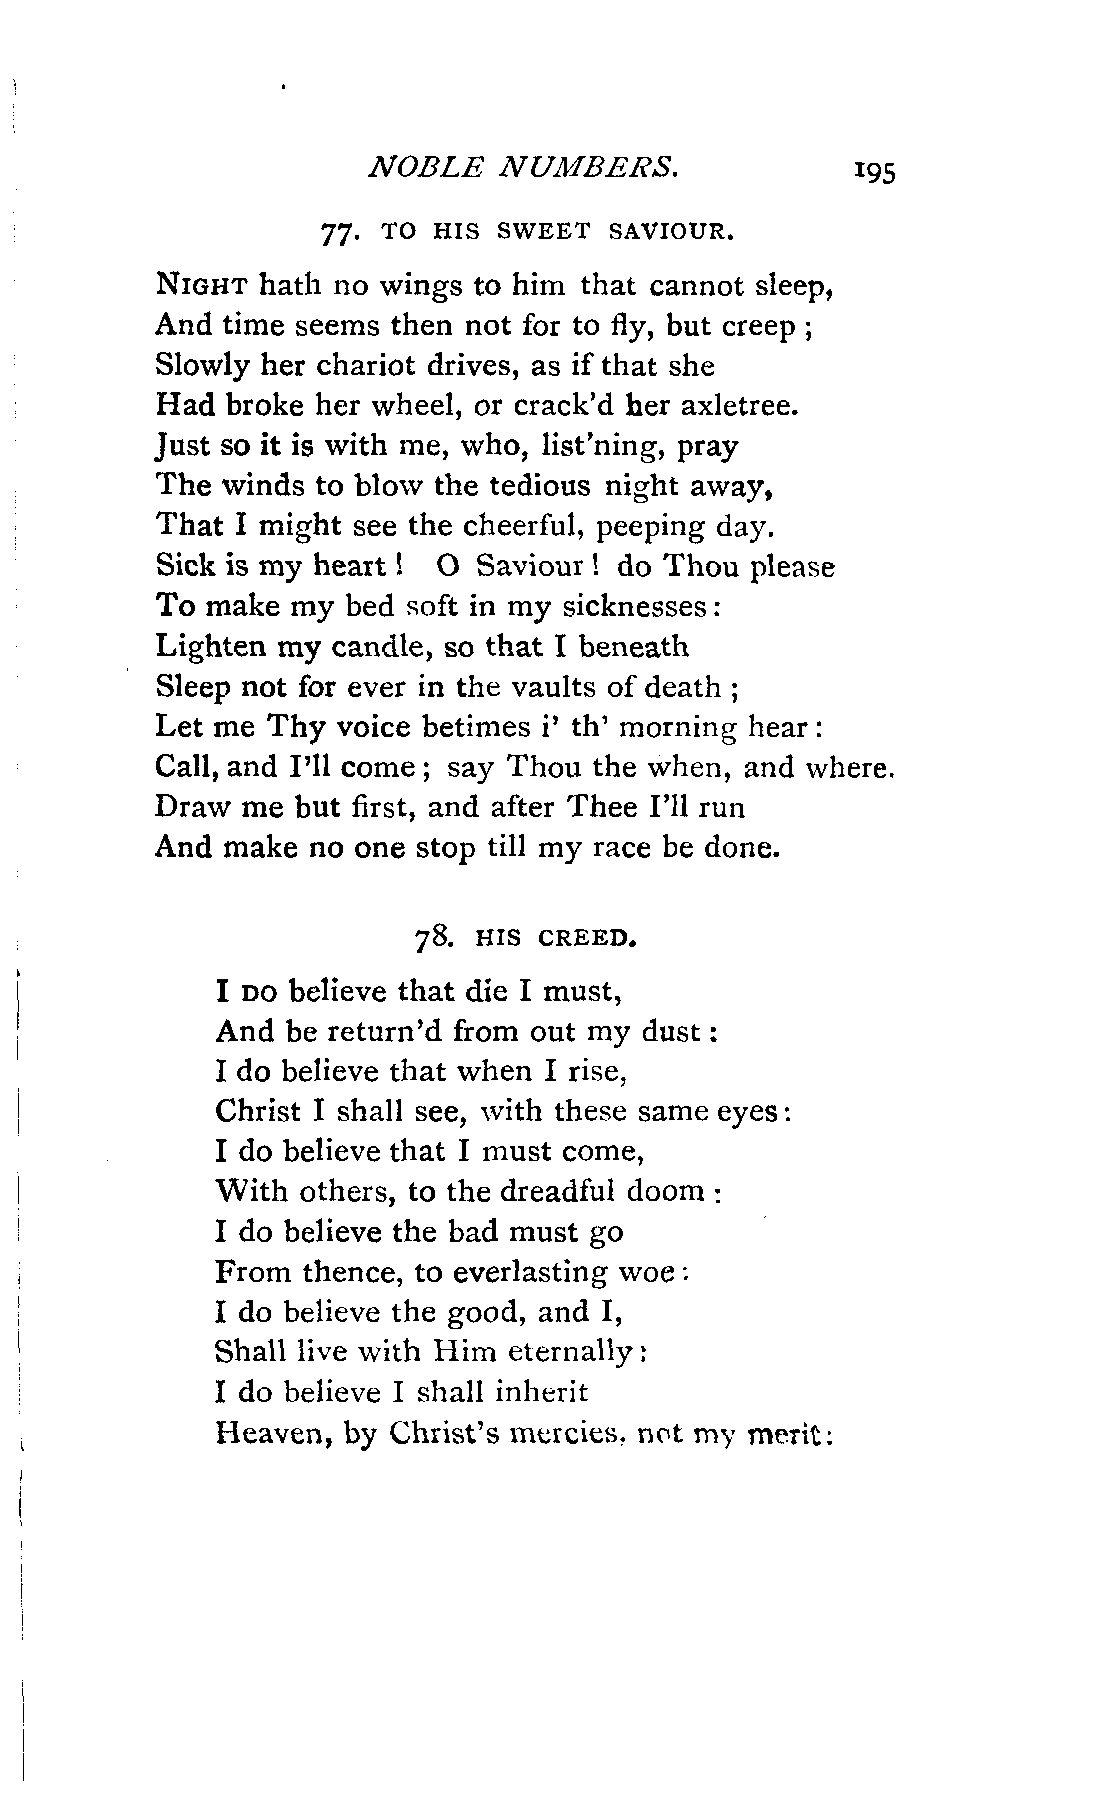 NOBLE NUMBERS. 195
77. TO HIS SWEET SAVIOUR.
NIGHT hath no wings to him that cannot sleep,
And time seems then not for to fly, but creep ;
Slowly her chariot drives, as if that she
Had broke her wheel, or crack'd her axletree.
Just so it is with me, who, list'ning, pray
The winds to blow the tedious night away,
That I might see the cheerful, peeping day.
Sick is my heart ! O Saviour ! do Thou please
To make my bed soft in my sicknesses :
Lighten my candle, so that I beneath
Sleep not for ever in the vaults of death ;
Let me Thy voice betimes i' th' morning hear :
Call, and I'll come ; say Thou the when, and where.
Draw me but first, and after Thee I'll run
And make no one stop till my race be done.
78. HIS CREED.
I DO believe that die I must,
And be return'd from out my dust :
I do believe that when I rise,
Christ I shall see, with these same eyes :
I do believe that I must come,
With others, to the dreadful doom :
I do believe the bad must go
From thence, to everlasting woe :
I do believe the good, and I,
Shall live with Him eternally :
I do believe I shall inherit
Heaven, by Christ's mercies, not my merit :